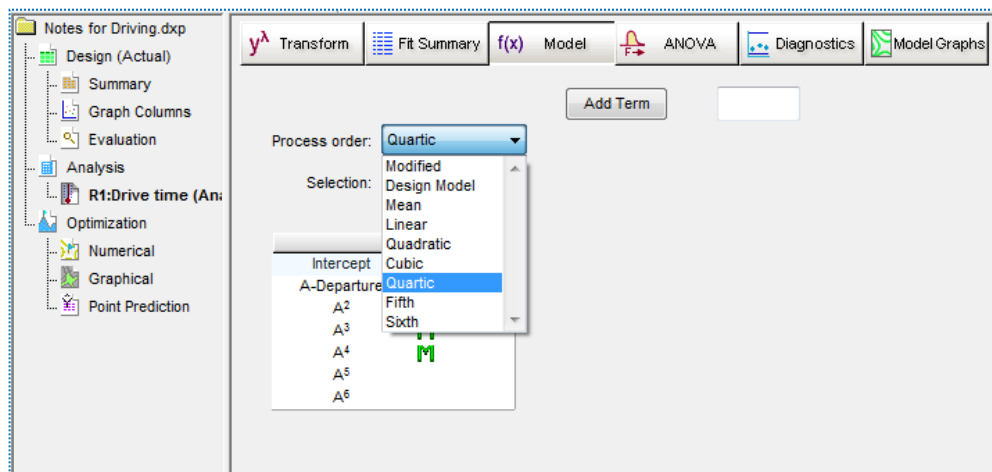 Notes for Driving.dxp
Design (Actual)
Summary
Graph Columns
Evaluation
Analysis
R1:Drive time (Ana
Optimization
Numerical
Graphical
Point Prediction
yλ Transform
Fit Summary
f(x) Model
F ANOVA
Diagnostics
Model Graphs
Add Term
Process order: Quartic
Modified
Selection: Design Model
Mean
Linear
Quadratic
Intercept Cubic
A-Departure Quartic
A² Fifth
A³ Sixth
A⁴ M
A⁵
A⁶